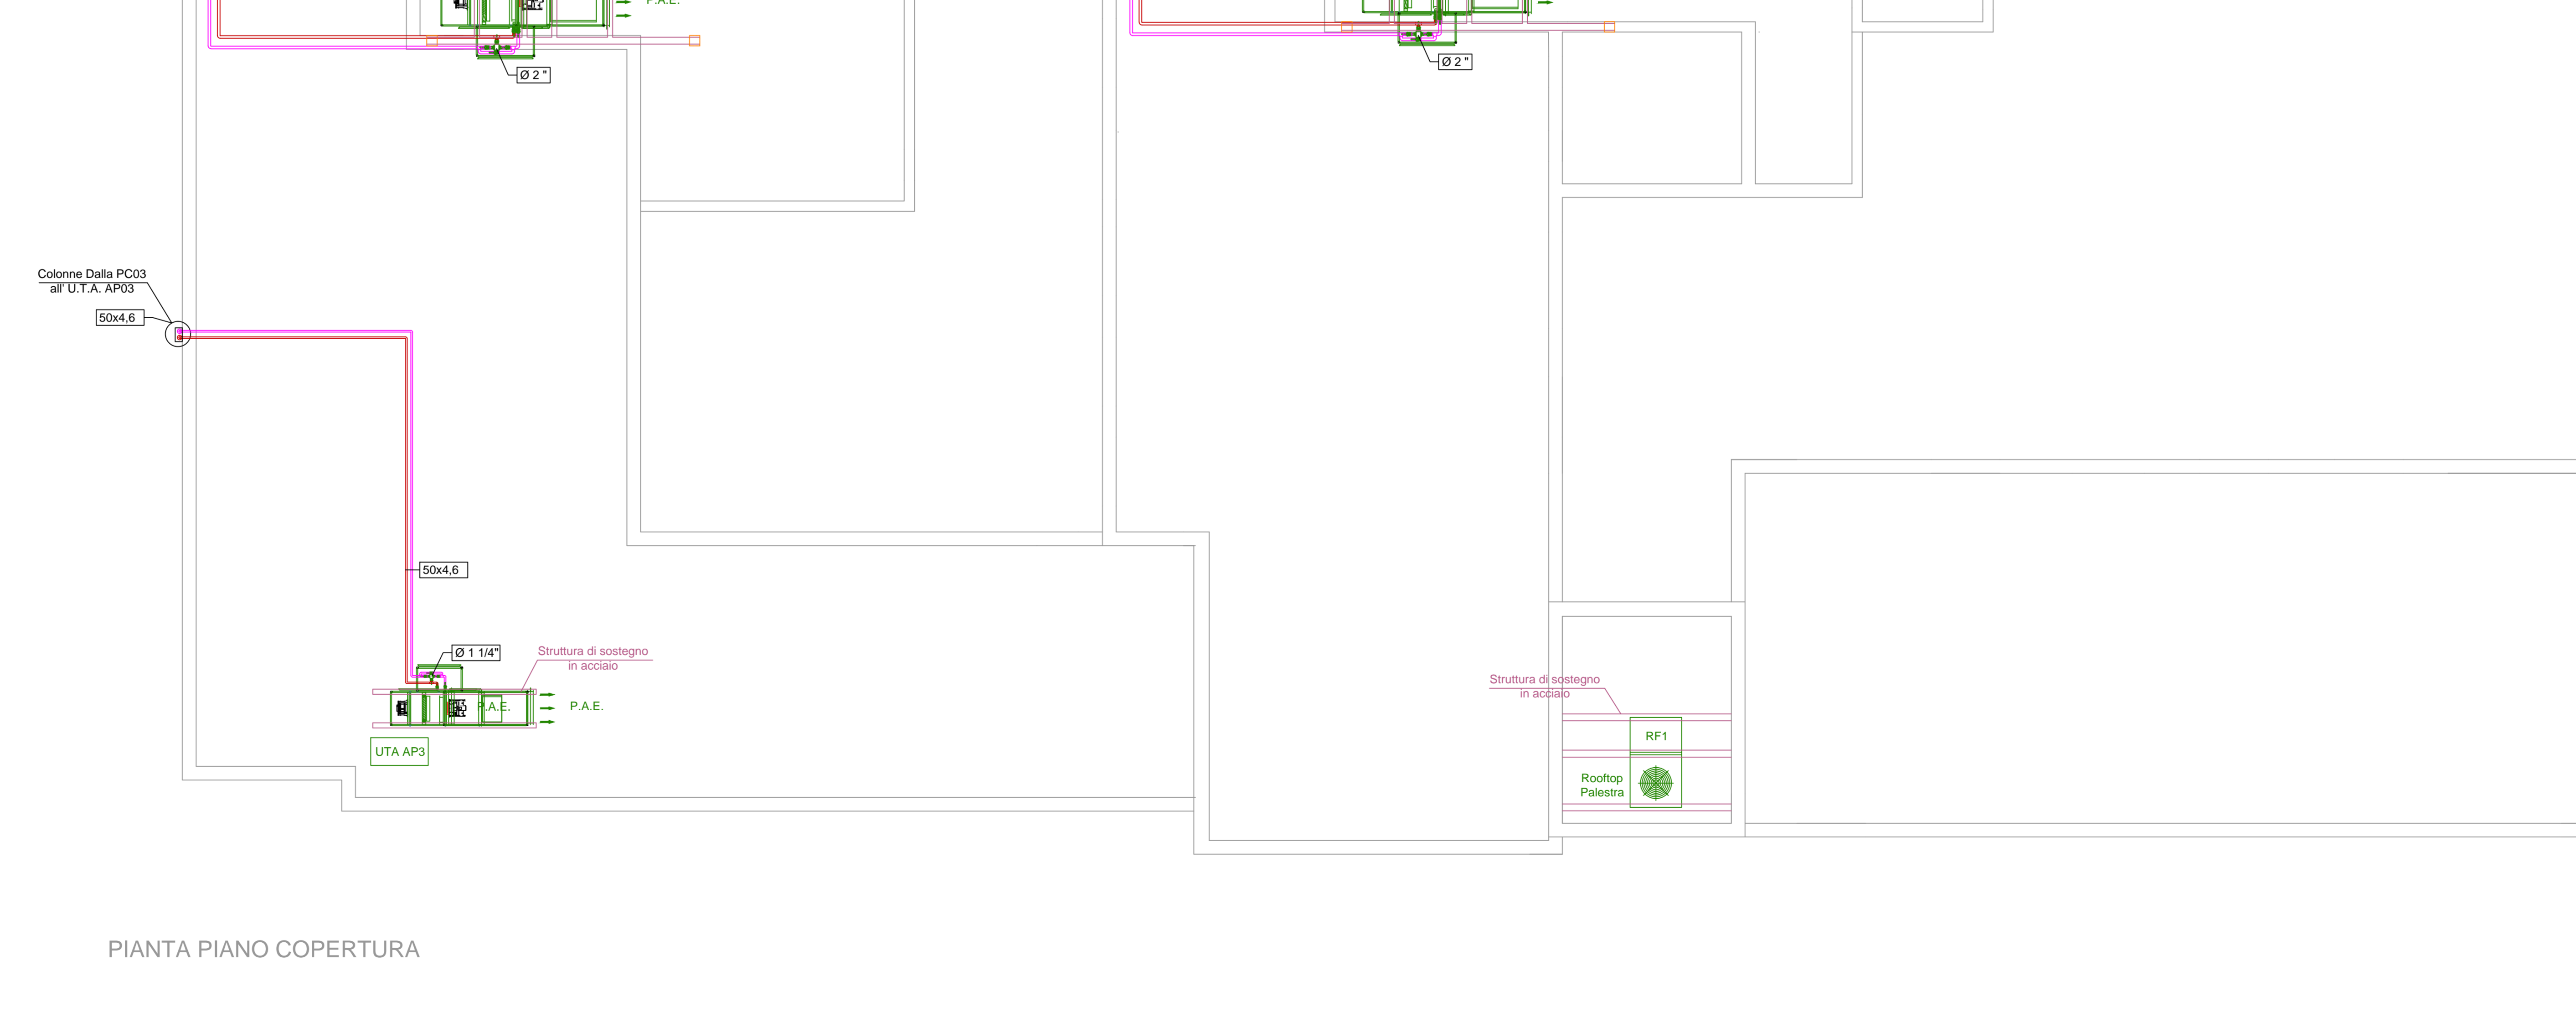 P.A.E.
Ø 2 "
Ø 2 "
Colonne Dalla PC03
all' U.T.A. AP03
50x4,6
50x4,6
Ø 1 1/4"
Struttura di sostegno
in acciaio
P.A.E.
P.A.E.
UTA AP3
Struttura di sostegno
in acciaio
RF1
Rooftop
Palestra
PIANTA PIANO COPERTURA